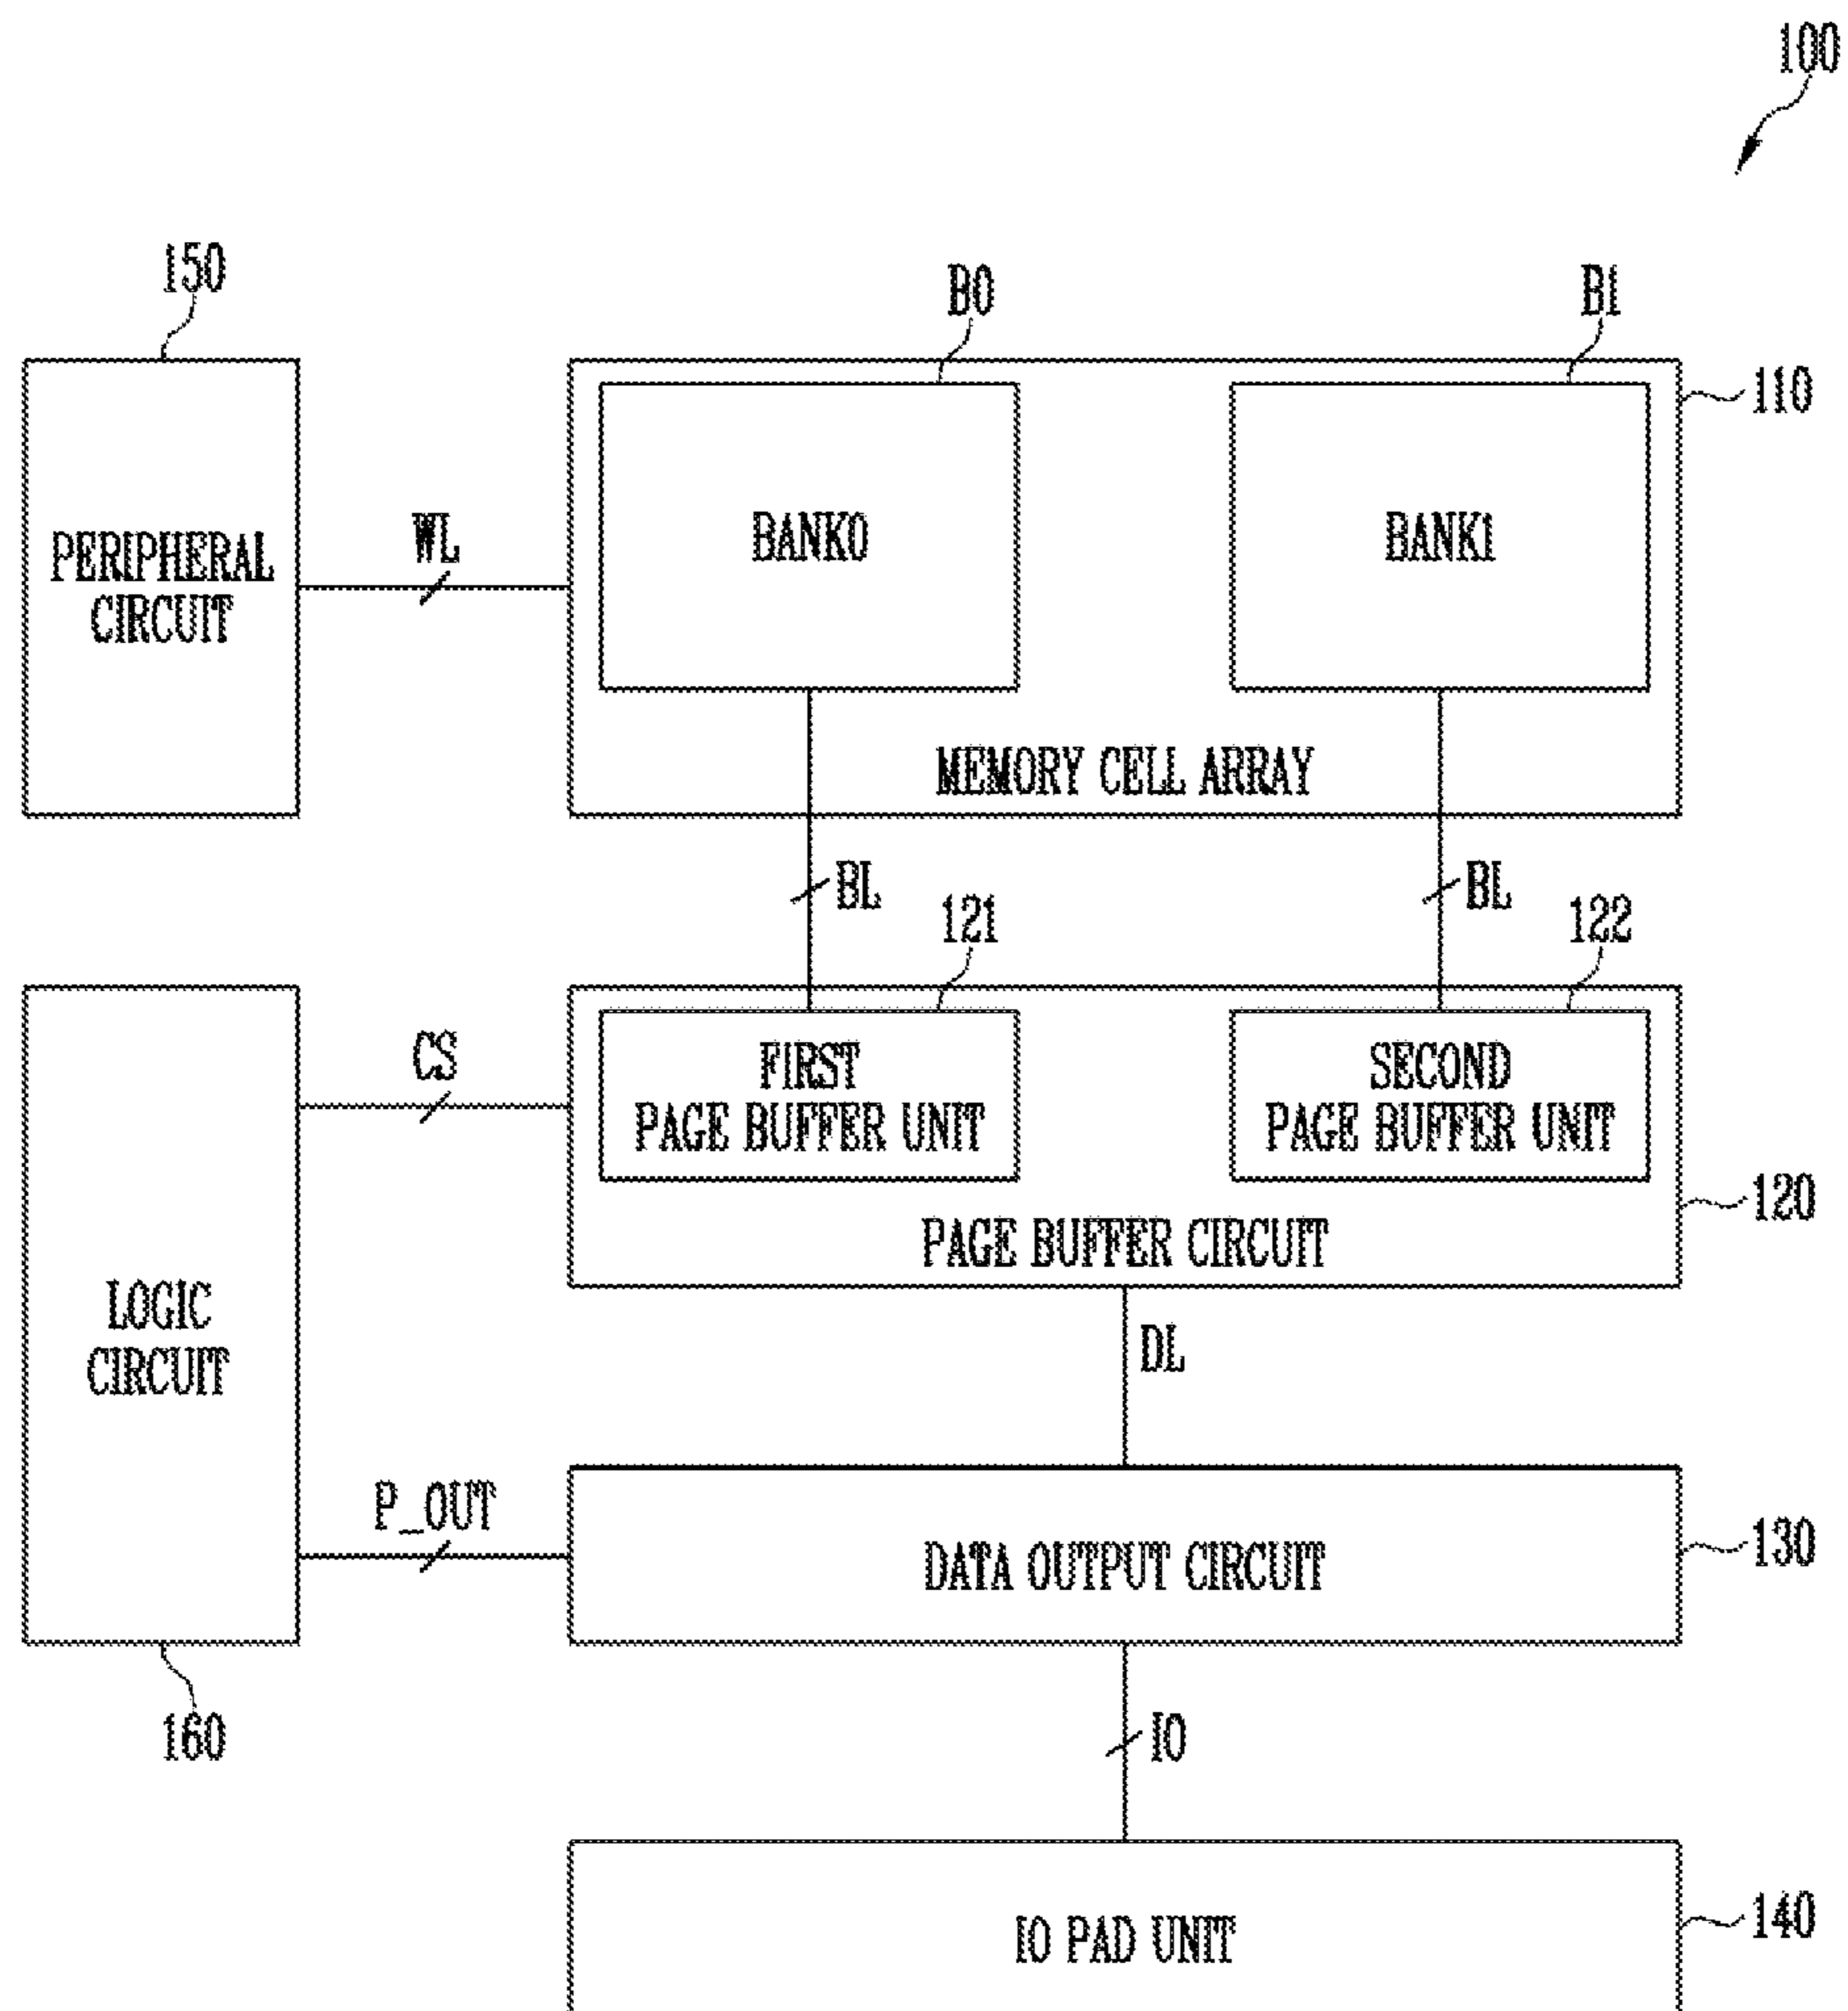 100
150
B0
B1
110
PERIPHERAL
CIRCUIT
WL
BANK0
BANK1
MEMORY CELL ARRAY
BL
BL
121
122
CS
FIRST
PAGE BUFFER UNIT
SECOND
PAGE BUFFER UNIT
120
PAGE BUFFER CIRCUIT
LOGIC
CIRCUIT
DL
P_OUT
DATA OUTPUT CIRCUIT
130
160
IO
IO PAD UNIT
140